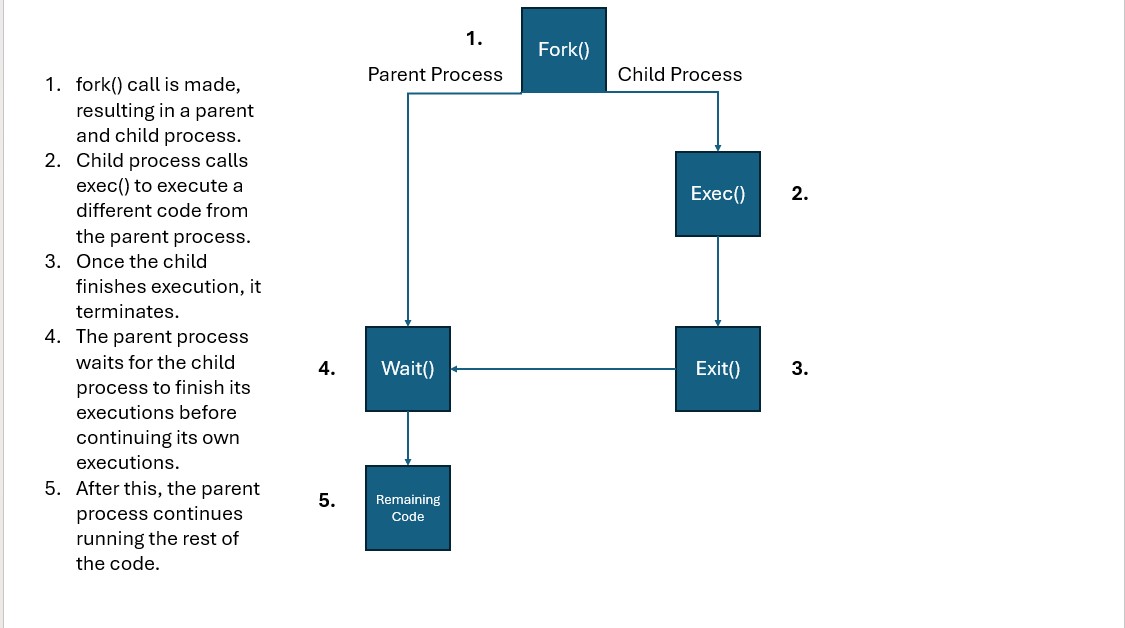 1. fork() call is made,
resulting in a parent
and child process.
2. Child process calls
exec() to execute a
different code from
the parent process.
3. Once the child
finishes execution, it
terminates.
4. The parent process
waits for the child
process to finish its
executions before
continuing its own
executions.
5. After this, the parent
process continues
running the rest of
the code.
1.
Fork()
Parent Process
Child Process
Exec()
2.
4.
Wait()
Exit()
3.
5.
Remaining
Code